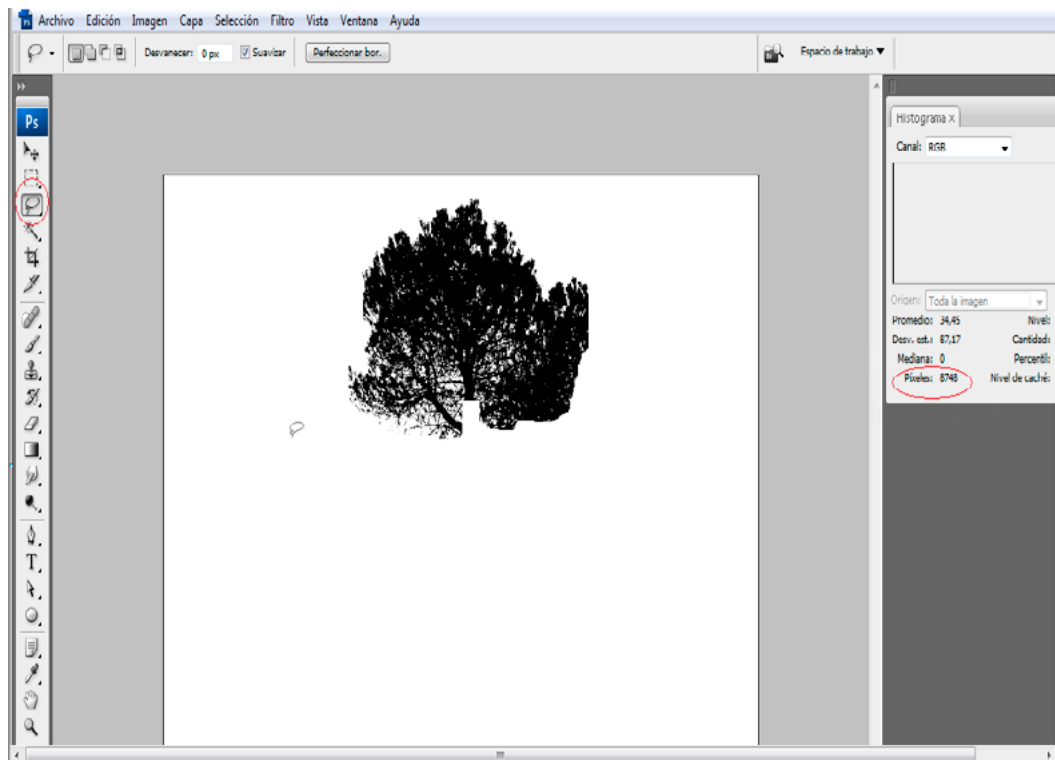 Ps Archivo Edición Imagen Capa Selección Filtro Vista Ventana Ayuda
Desvanecer: 0 px Suavizar Perfeccionar bor... Espacio de trabajo ▼
Ps
Histograma X
Canal: RGB
Origen: Toda la imagen
Promedio: 34,45 Nivel:
Desv. est.: 87,17 Cantidad:
Mediana: 0 Percentil:
Píxeles: 8748 Nivel de caché:
T